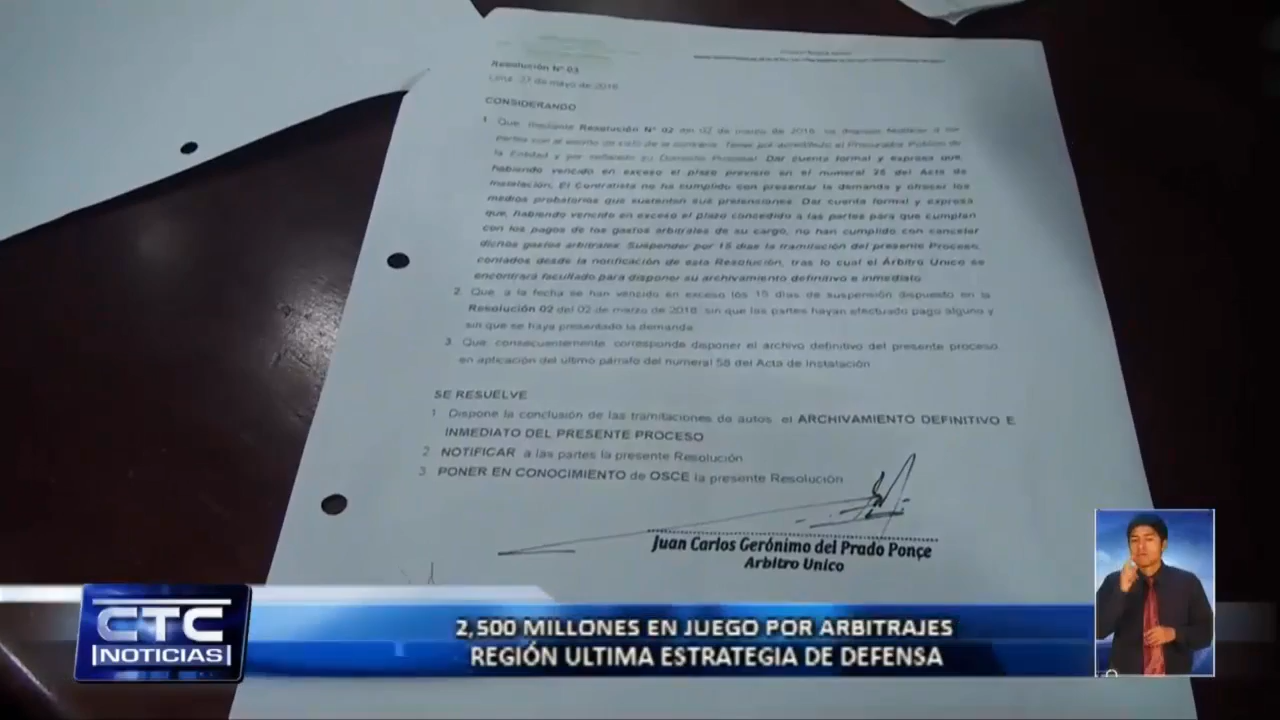 Resolución Nº 03
Lima, 27 de mayo de 2016
CONSIDERANDO
1. Que, mediante Resolución Nº 02 del 02 de marzo de 2016, se dispuso
partes con el escrito de Tener por acreditado al Procurador Público de
la Entidad y por señalado su Domicilio Procesal. Dar cuenta formal y expresa que,
habiendo vencido en exceso el plazo previsto en el numeral 26 del Acta de
Instalación, El Contratista no ha cumplido con presentar la demanda y ofrecer los
medios probatorios que sustenten sus pretensiones. Dar cuenta formal y expresa
que, habiendo vencido en exceso el plazo concedido a las partes para que cumplan
con los pagos de los gastos arbitrales de su cargo, no han cumplido con cancelar
dichos gastos arbitrales. Suspender por 15 días la tramitación del presente Proceso,
contados desde la notificación de esta Resolución, tras lo cual el Árbitro Unico se
encontrará facultado para disponer su archivamiento definitivo e inmediato.
2. Que, a la fecha se han vencido en exceso los 15 días de suspensión dispuesto en la
Resolución 02 del 02 de marzo de 2016, sin que las partes hayan efectuado pago alguno y
sin que se haya presentado la demanda.
3. Que, consecuentemente, corresponde disponer el archivo definitivo del presente proceso,
en aplicación del último párrafo del numeral 58 del Acta de Instalación.
SE RESUELVE
1. Dispone la conclusión de las tramitaciones de autos, el ARCHIVAMIENTO DEFINITIVO E
INMEDIATO DEL PRESENTE PROCESO
2. NOTIFICAR a las partes la presente Resolución.
3. PONER EN CONOCIMIENTO de OSCE la presente Resolución
Juan Carlos Gerónimo del Prado Ponçe
Arbitro Unico
CTC
NOTICIAS
2,500 MILLONES EN JUEGO POR ARBITRAJES
REGIÓN ULTIMA ESTRATEGIA DE DEFENSA